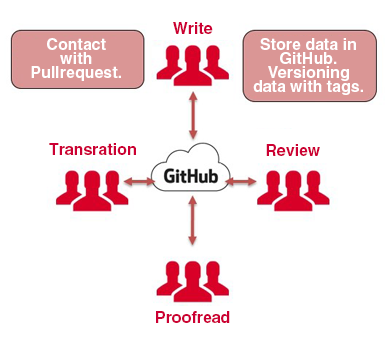 Write
Contact
with
Pullrequest.
Store data in
GitHub.
Versioning
data with tags.
Transration
GitHub
Review
Proofread